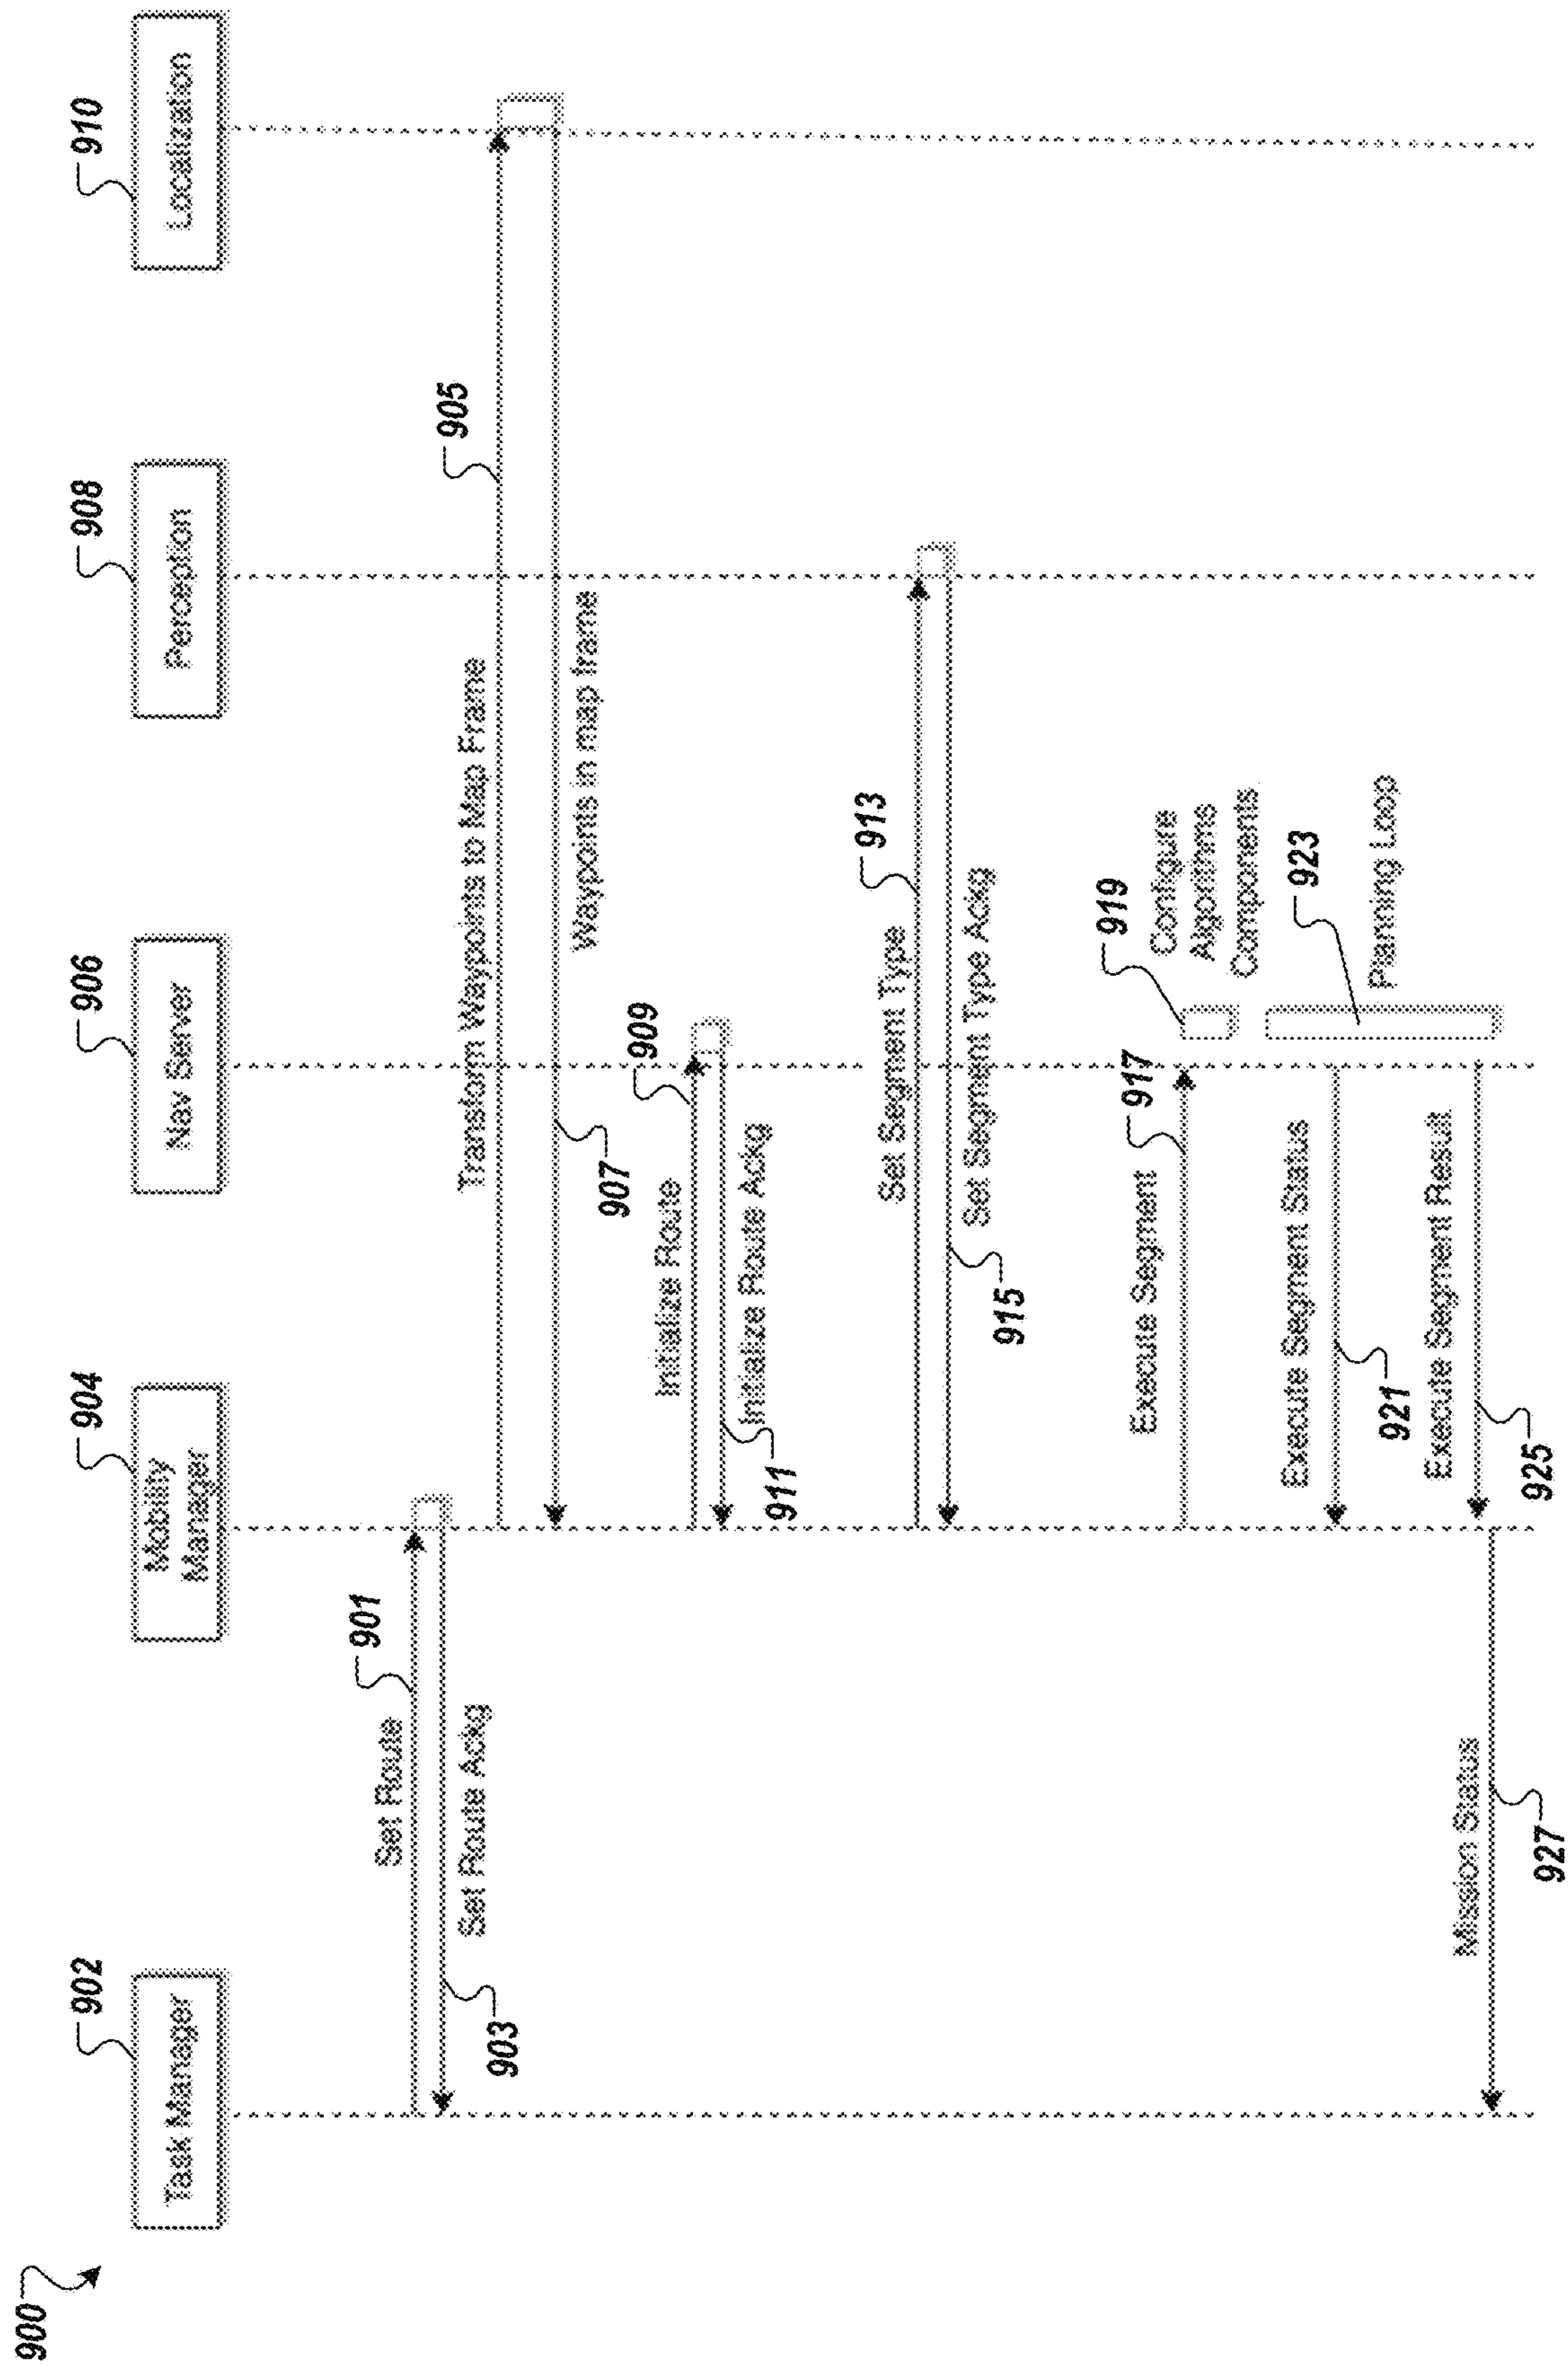 900
902
Task Manager
904
Mobility
Manager
906
Nav Server
908
Perception
910
Localization
Set Route
901
Set Route Ackg
903
Transform Waypoints to Map Frame
905
Waypoints in map frame
907
Initialize Route
909
Initialize Route Ackg
911
Set Segment Type
913
Set Segment Type Ackg
915
Execute Segment
917
919
Configure
Algorithms
Components
Execute Segment Status
921
923
Planning Loop
Execute Segment Result
925
Mission Status
927